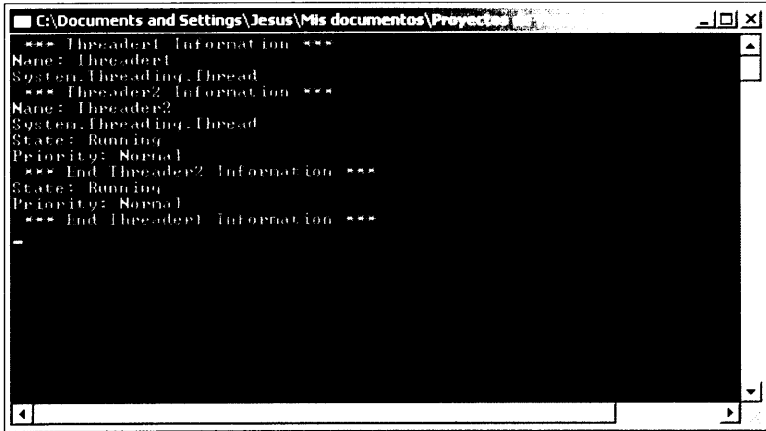 C:\Documents and Settings\Jesus\Mis documentos\Proyectos
*** Threader1 Information ***
Name: Threader1
System.Threading.Thread
*** Threader2 Information ***
Name: Threader2
System.Threading.Thread
State: Running
Priority: Normal
*** End Threader2 Information ***
State: Running
Priority: Normal
*** End Threader1 Information ***